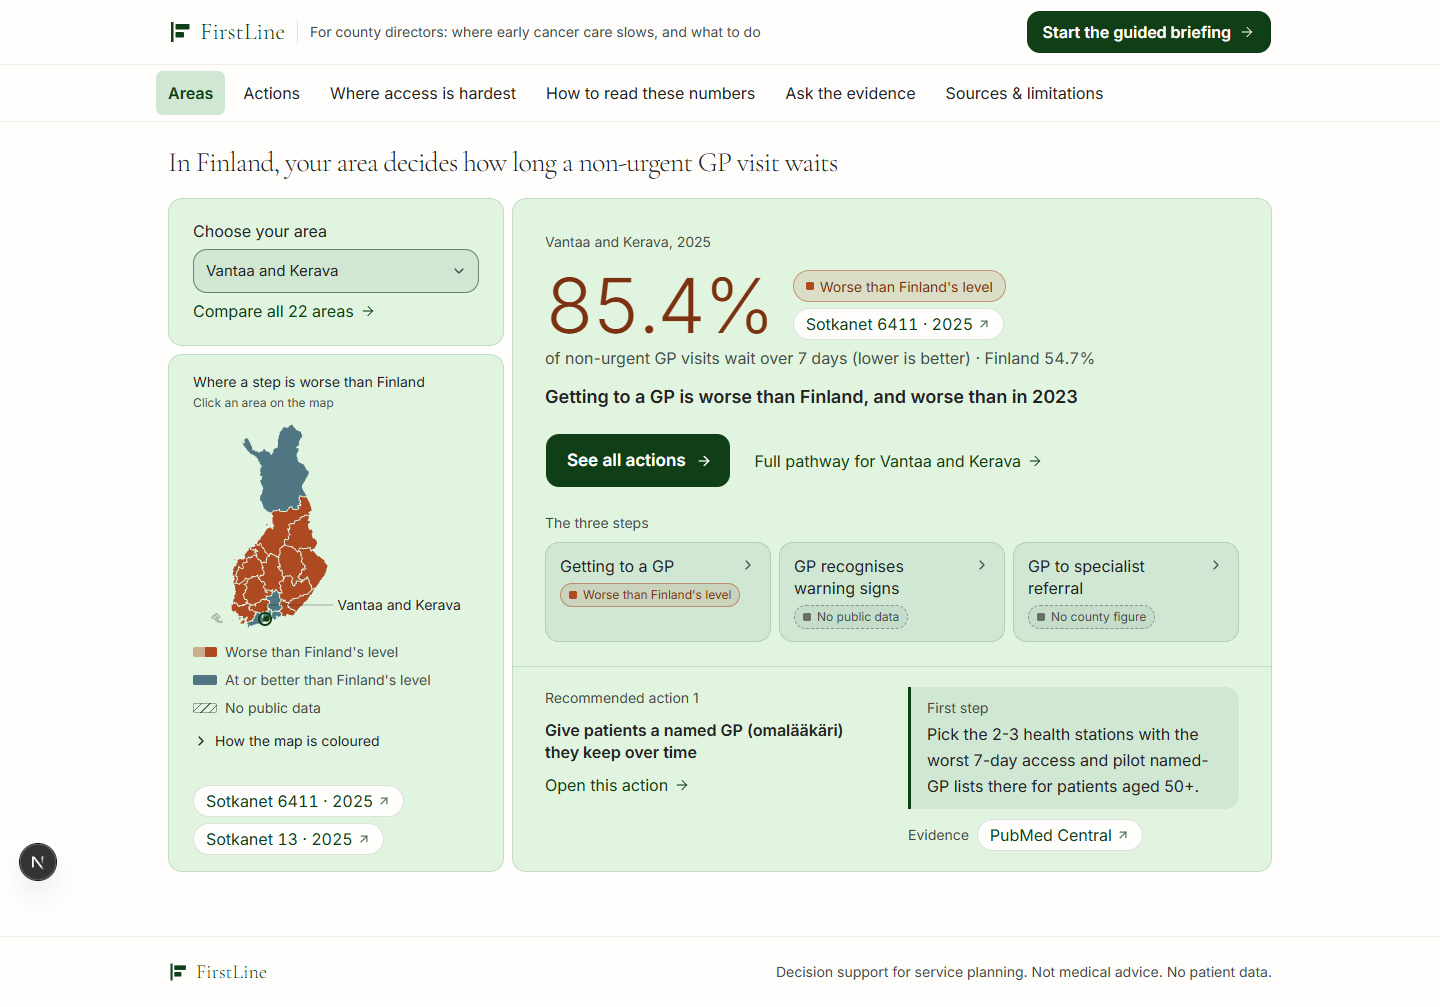 FirstLine
For county directors: where early cancer care slows, and what to do
Start the guided briefing →
Areas
Actions
Where access is hardest
How to read these numbers
Ask the evidence
Sources & limitations
In Finland, your area decides how long a non-urgent GP visit waits
Choose your area
Vantaa and Kerava
Compare all 22 areas →
Where a step is worse than Finland
Click an area on the map
Vantaa and Kerava
Worse than Finland's level
At or better than Finland's level
No public data
How the map is coloured
Sotkanet 6411 · 2025 ↗
Sotkanet 13 · 2025 ↗
Vantaa and Kerava, 2025
85.4%
Worse than Finland's level
Sotkanet 6411 · 2025 ↗
of non-urgent GP visits wait over 7 days (lower is better) · Finland 54.7%
Getting to a GP is worse than Finland, and worse than in 2023
See all actions →
Full pathway for Vantaa and Kerava →
The three steps
Getting to a GP
Worse than Finland's level
GP recognises
warning signs
No public data
GP to specialist
referral
No county figure
Recommended action 1
Give patients a named GP (omalääkäri)
they keep over time
Open this action →
First step
Pick the 2-3 health stations with the
worst 7-day access and pilot named-
GP lists there for patients aged 50+.
Evidence
PubMed Central ↗
N
FirstLine
Decision support for service planning. Not medical advice. No patient data.